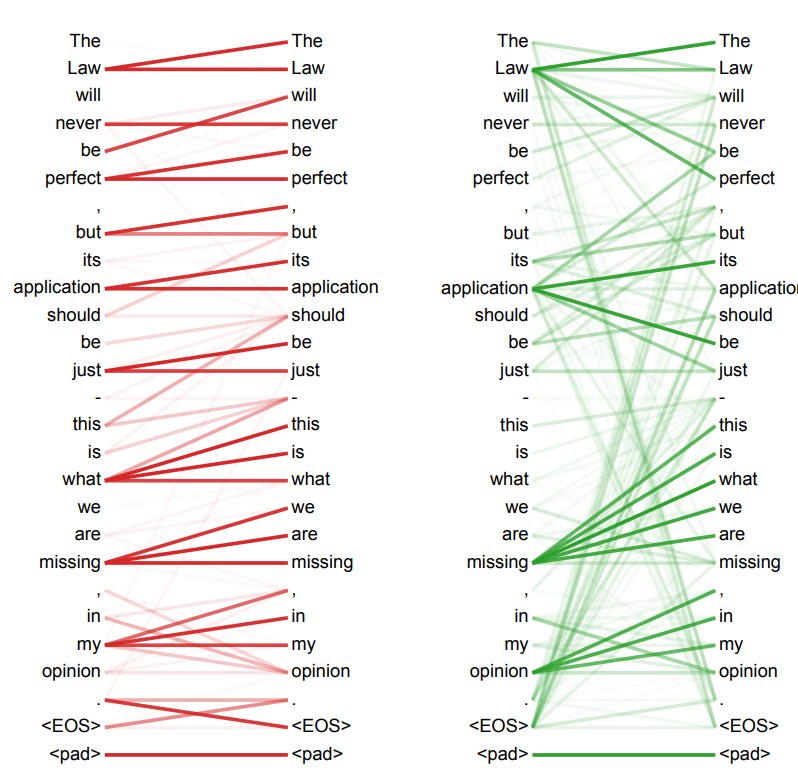 The The The The
Law Law Law Law
will will will will
never never never never
be be be be
perfect perfect perfect perfect
, , , ,
but but but but
its its its its
application application application applicatio
should should should should
be be be be
just just just just
- - - -
this this this this
is is is is
what what what what
we we we we
are are are are
missing missing missing missing
, , , ,
in in in in
my my my my
opinion opinion opinion opinion
. . . .
<EOS> <EOS> <EOS> <EOS>
<pad> <pad> <pad> <pad>